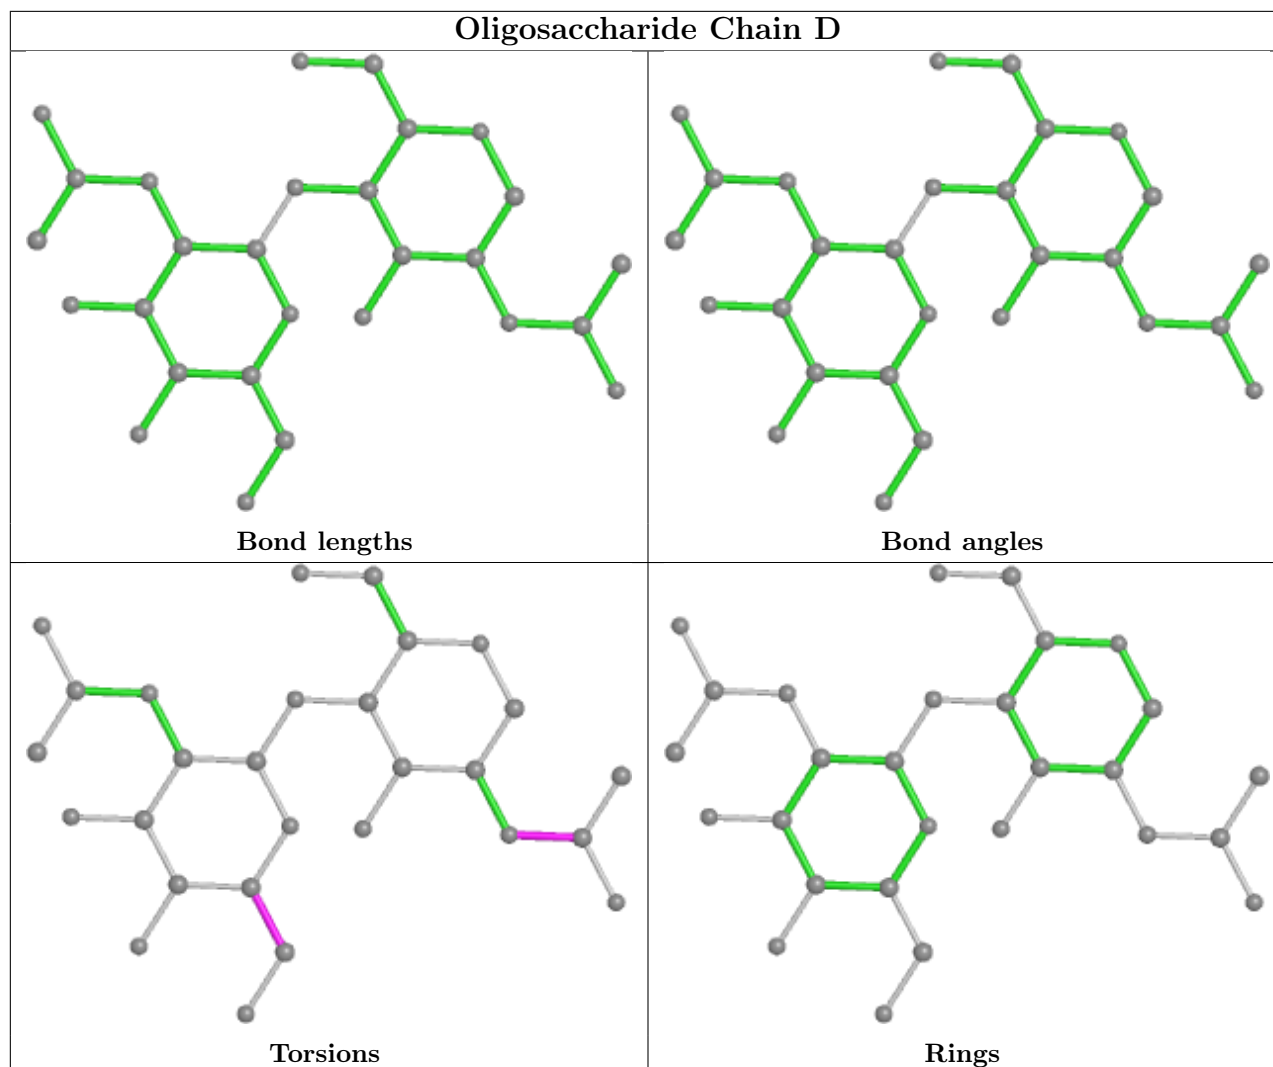 Oligosaccharide Chain D
Bond lengths
Bond angles
Torsions
Rings